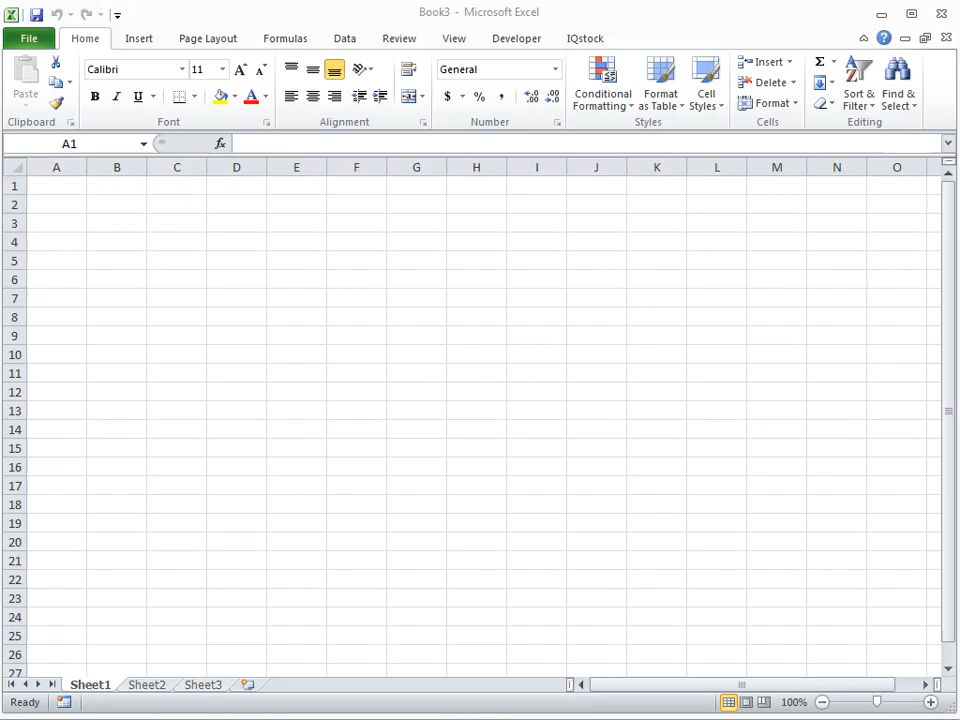 Book3 - Microsoft Excel
File Home Insert Page Layout Formulas Data Review View Developer IQstock
Paste
Clipboard
Calibri 11
B I U A
Font
Alignment
General
$ % ,
Number
Conditional Formatting
Format as Table
Cell Styles
Styles
Insert
Delete
Format
Cells
Σ
Sort & Filter
Find & Select
Editing
A1 fx
A B C D E F G H I J K L M N O
1
2
3
4
5
6
7
8
9
10
11
12
13
14
15
16
17
18
19
20
21
22
23
24
25
26
27
Sheet1 Sheet2 Sheet3
Ready 100%